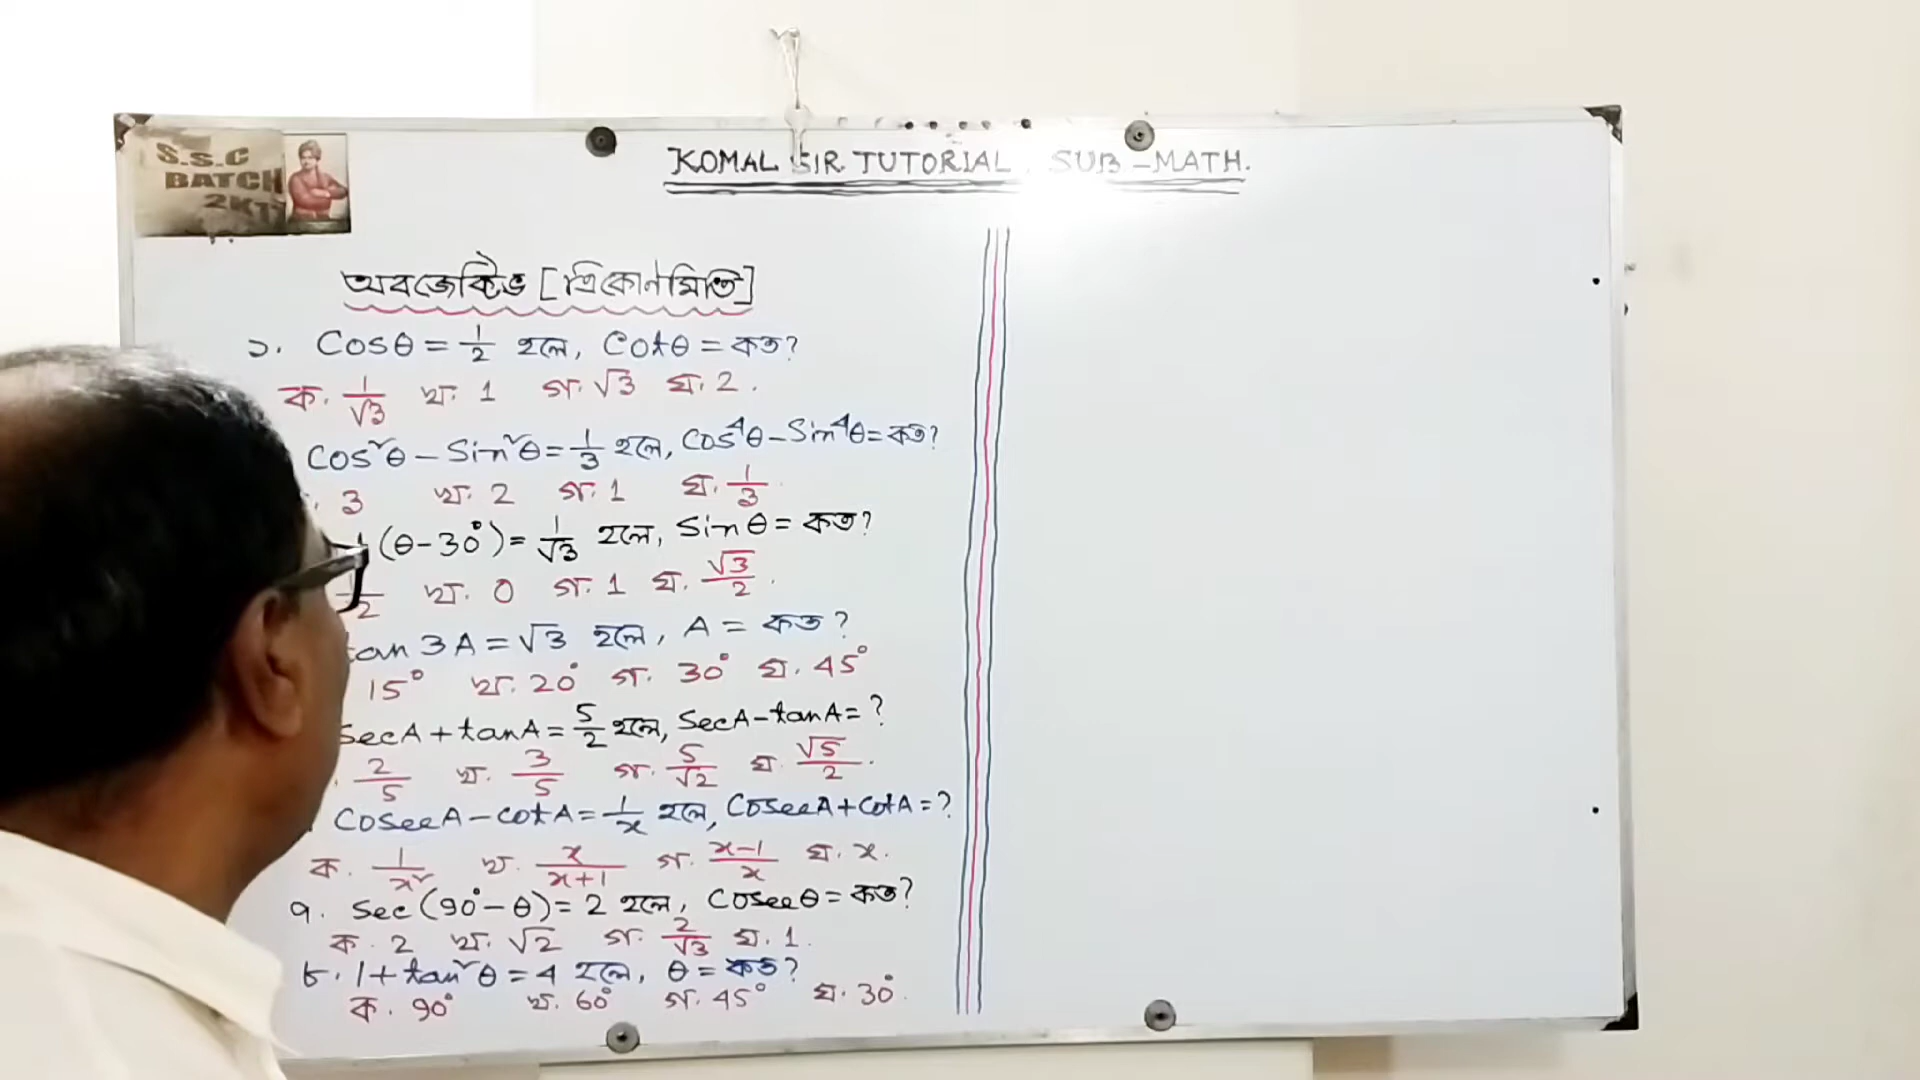 S.S.C
BATCH
2K17
KOMAL SIR TUTORIAL, SUB-MATH.
অবজেক্টিভ [ত্রিকোণমিতি]
১. Cosθ = 1/2 হলে, Cotθ = কত?
ক. 1/√3 খ. 1 গ. √3 ঘ. 2.
Cos²θ - Sin²θ = 1/3 হলে, Cos⁴θ - Sin⁴θ = কত?
3 খ. 2 গ. 1 ঘ. 1/3.
(θ-30°) = 1/√3 হলে, Sinθ = কত?
2 খ. 0 গ. 1 ঘ. √3/2.
tan 3A = √3 হলে, A = কত?
15° খ. 20° গ. 30° ঘ. 45°
SecA + tanA = 5/2 হলে, SecA - tanA = ?
2/5 খ. 3/5 গ. 5/√2 ঘ √5/2.
CosecA - CotA = 1/x হলে, CosecA + CotA = ?
ক. 1/x² খ. x/x+1 গ. x-1/x ঘ. x.
৭. Sec (90°-θ) = 2 হলে, Cosecθ = কত?
ক. 2 খ. √2 গ. 2/√3 ঘ. 1.
৮. 1 + tan²θ = 4 হলে, θ = কত?
ক. 90° খ. 60° গ. 45° ঘ. 30°.